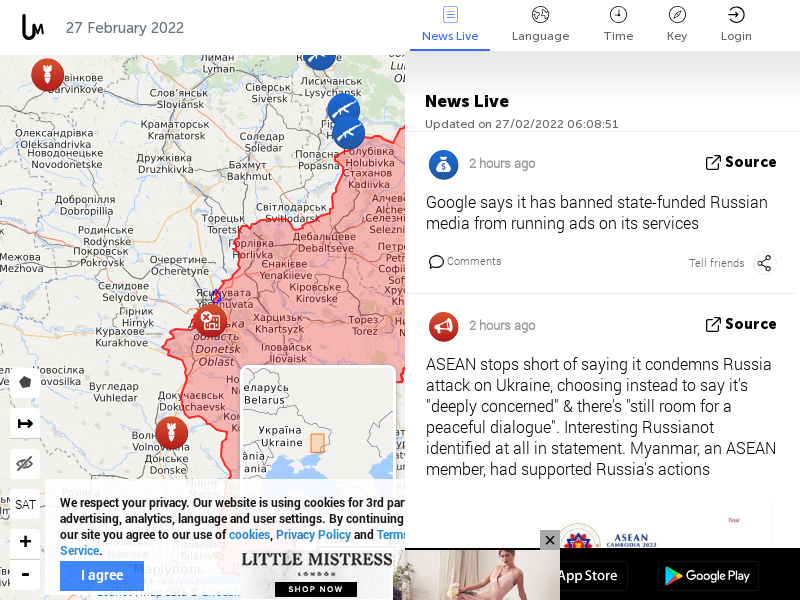 27 February 2022
News Live
Language
Time
Key
Login
News Live
Updated on 27/02/2022 06:08:51
2 hours ago
Source
Google says it has banned state-funded Russian
media from running ads on its services
Comments
Tell friends
2 hours ago
Source
ASEAN stops short of saying it condemns Russia
attack on Ukraine, choosing instead to say it's
"deeply concerned" & there's "still room for a
peaceful dialogue". Interesting Russianot
identified at all in statement. Myanmar, an ASEAN
member, had supported Russia's actions
Final
ASEAN
CAMBODIA 2022
App Store
Google Play
Лиман
Lyman
Лисичанськ
Lysychansk
Barvinkove
Слов'янськ
Sloviansk
Сіверськ
Siversk
Краматорськ
Kramatorsk
Соледар
Soledar
Олександрівка
Oleksandrivka
Новодонецьке
Novodonetske
Дружківка
Druzhkivka
Бахмут
Bakhmut
Попасна
Popasna
Голубівка
Holubivka
Стаханов
Kadiivka
Добропілля
Dobropillia
Світлодарськ
Svitlodarsk
Торецьк
Toretsk
Родинське
Rodynske
Покровськ
Pokrovsk
Горлівка
Horlivka
Дебальцеве
Debaltseve
Межова
Mezhova
Очеретине
Ocheretyne
Єнакієве
Yenakiieve
Селидове
Selydove
Кіровське
Kirovske
Гірник
Hirnyk
Курахове
Kurakhove
Харцизьк
Khartsyzk
Торез
Torez
область
Donetsk
Oblast
Іловайськ
Ilovaisk
Вугледар
Vuhledar
Докучаєвськ
Dokuchaievsk
Волноваха
Volnovakha
Донське
Donske
Belarus
Україна
Ukraine
SAT
+
-
We respect your privacy. Our website is using cookies for 3rd par
advertising, analytics, language and user settings. By continuing
our site you agree to our use of cookies, Privacy Policy and Terms
Service.
I agree
LITTLE MISTRESS
LONDON
SHOP NOW